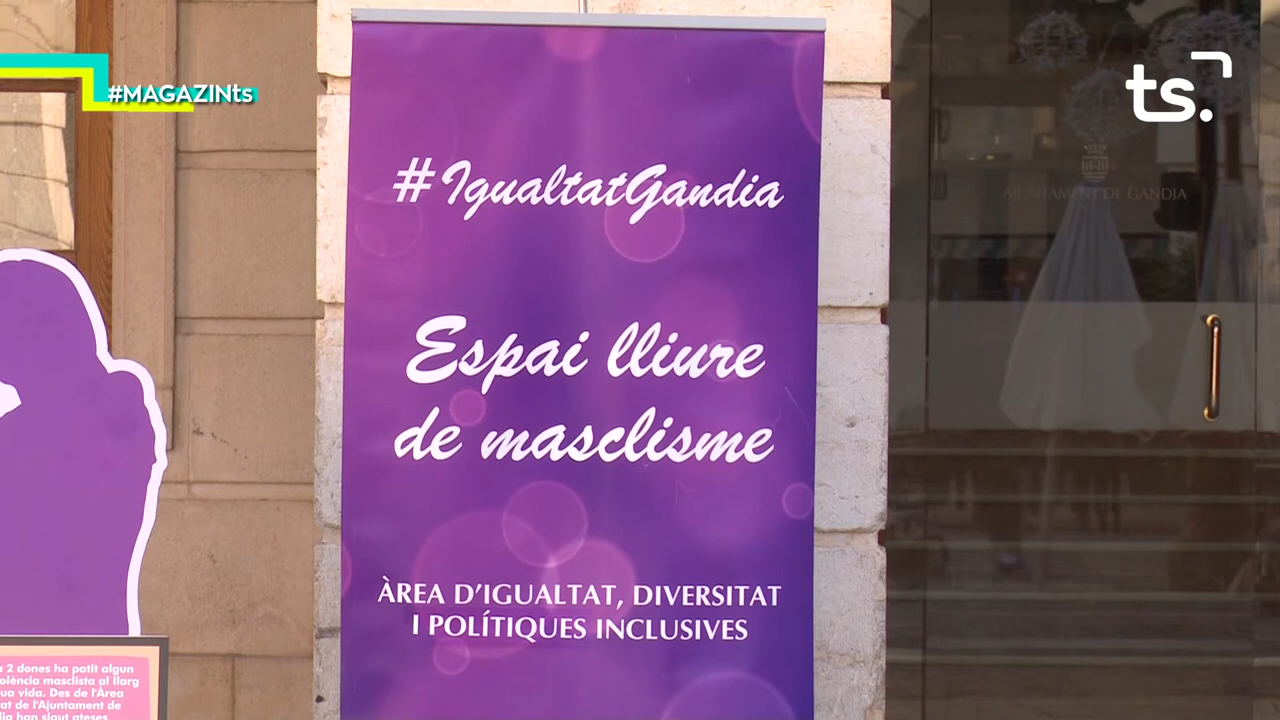 #MAGAZINts
ts.
#IgualtatGandia
AJUNTAMENT DE GANDIA
Espai lliure
de masclisme
ÀREA D'IGUALTAT, DIVERSITAT
I POLÍTIQUES INCLUSIVES
2 dones ha patit algun
masclista al llarg
vida. Des de l'Àrea
de l'Ajuntament de
han sigut ateses